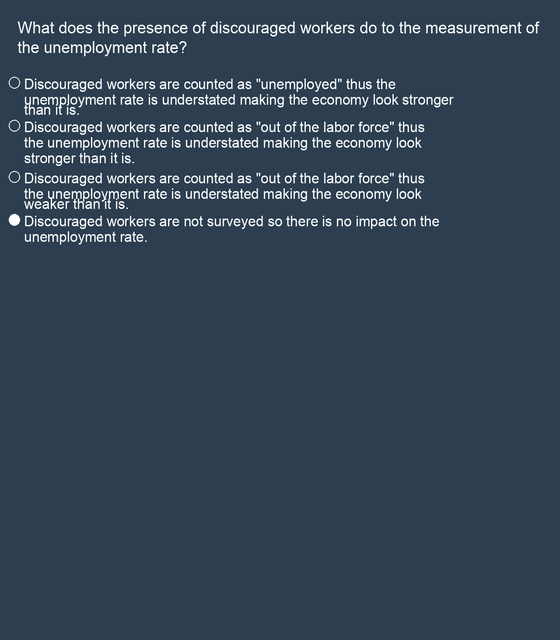 What does the presence of discouraged workers do to the measurement of
the unemployment rate?
Discouraged workers are counted as "unemployed" thus the
unemployment rate is understated making the economy look stronger
than it is.
Discouraged workers are counted as "out of the labor force" thus
the unemployment rate is understated making the economy look
stronger than it is.
Discouraged workers are counted as "out of the labor force" thus
the unemployment rate is understated making the economy look
weaker than it is.
Discouraged workers are not surveyed so there is no impact on the
unemployment rate.